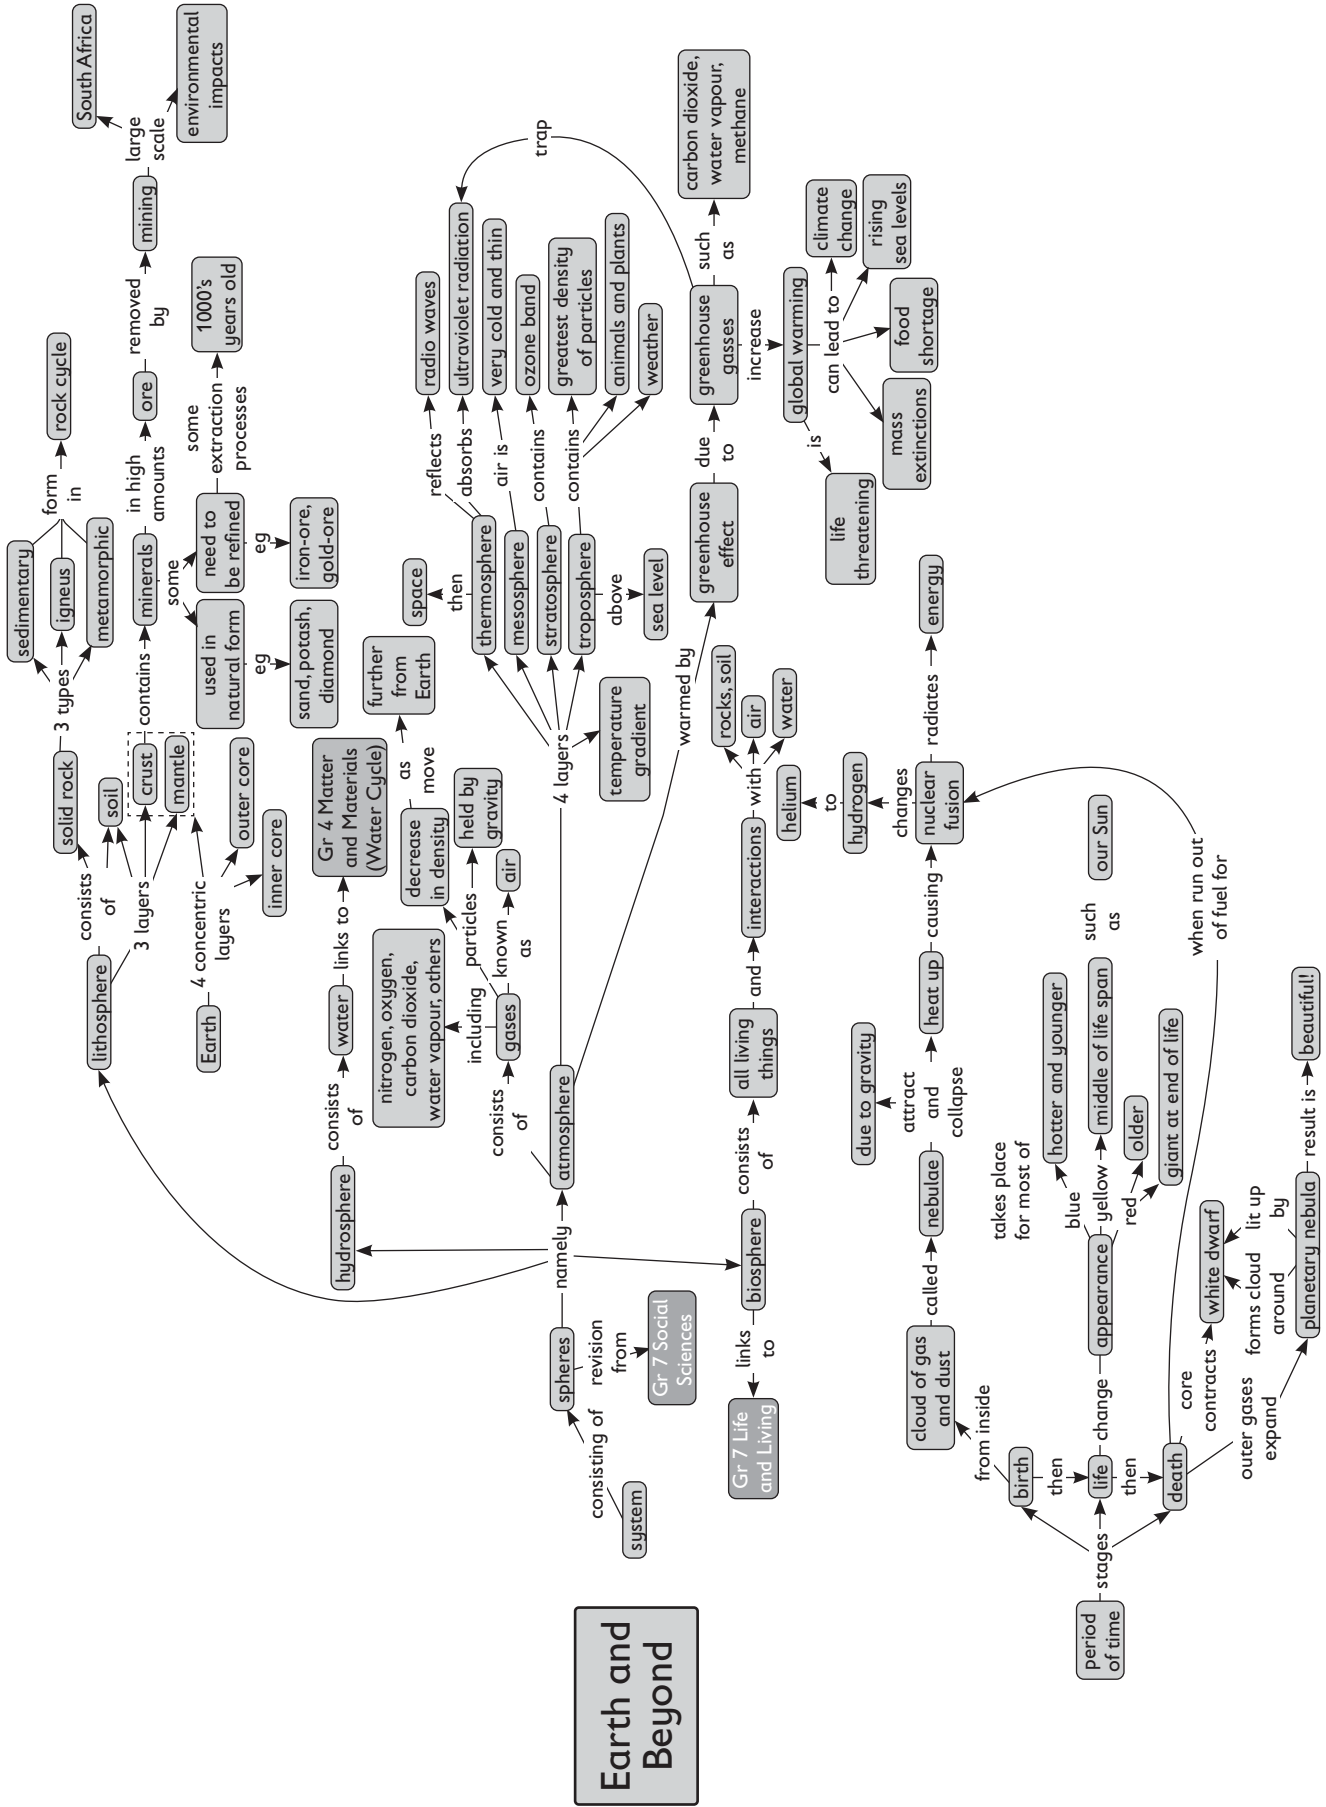 Earth and
Beyond
system
consisting of
spheres
revision
from
Gr 7 Social
Sciences
namely
lithosphere
consists
of
solid rock
3 types
sedimentary
igneus
metamorphic
form
in
rock cycle
soil
3 layers
crust
mantle
contains
minerals
in high
amounts
ore
removed
by
mining
large
scale
South Africa
environmental
impacts
some
used in
natural form
eg
sand, potash,
diamond
need to
be refined
eg
iron-ore,
gold-ore
some
extraction
processes
1000's
years old
Earth
4 concentric
layers
outer core
inner core
hydrosphere
consists
of
water
links to
Gr 4 Matter
and Materials
(Water Cycle)
atmosphere
consists
of
gases
including
nitrogen, oxygen,
carbon dioxide,
water vapour, others
particles
decrease
in density
as
move
further
from
Earth
held by
gravity
known
as
air
4 layers
thermosphere
then
space
reflects
radio waves
absorbs
ultraviolet radiation
mesosphere
air is
very cold and thin
stratosphere
contains
ozone band
troposphere
contains
greatest density
of particles
animals and plants
weather
above
sea level
temperature
gradient
warmed by
greenhouse
effect
due
to
greenhouse
gasses
trap
such
as
carbon dioxide,
water vapour,
methane
increase
global warming
is
life
threatening
can lead to
climate
change
rising
sea levels
food
shortage
mass
extinctions
biosphere
links
to
Gr 7 Life
and Living
consists
of
all living
things
and
interactions
with
rocks, soil
air
water
period
of time
stages
birth
then
life
then
death
from inside
cloud of gas
and dust
called
nebulae
attract
and
collapse
due to gravity
heat up
causing
nuclear
fusion
changes
hydrogen
to
helium
radiates
energy
change
appearance
takes place
for most of
blue
hotter and younger
yellow
middle of life span
such
as
our Sun
red
older
giant at end of life
when run out
of fuel for
core
contracts
white dwarf
outer gases
expand
planetary nebula
forms cloud
around
lit up
by
result is
beautiful!